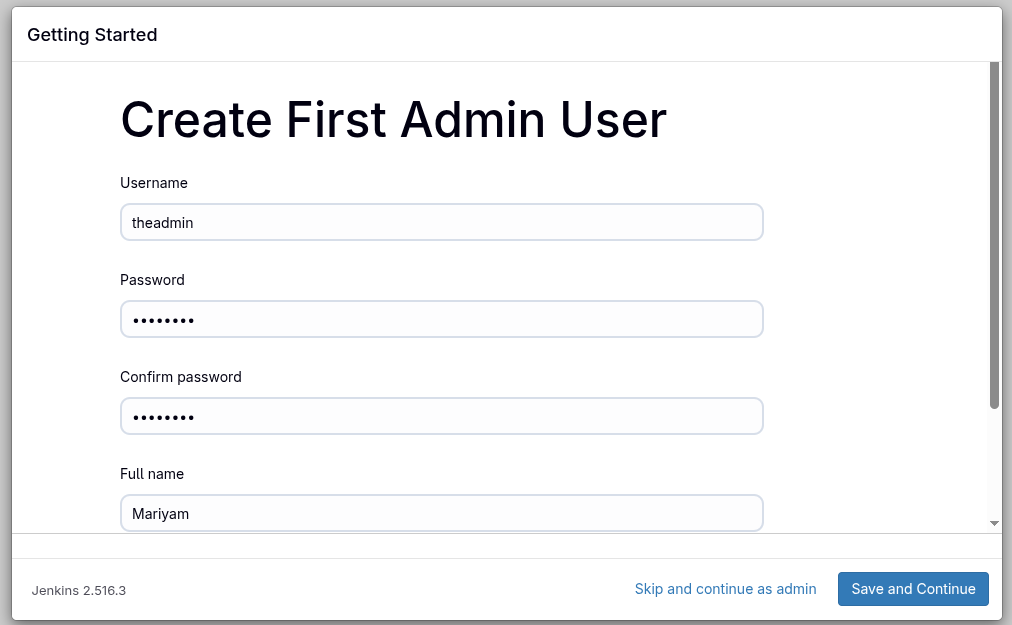 Getting Started
Create First Admin User
Username
theadmin
Password
••••••••
Confirm password
••••••••
Full name
Mariyam
Jenkins 2.516.3
Skip and continue as admin
Save and Continue